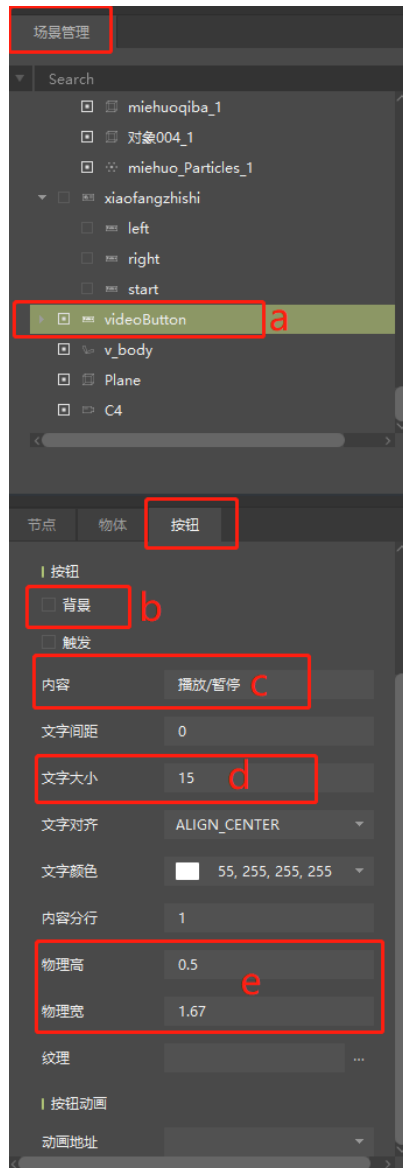 场景管理
Search
miehuoqiba_1
对象004_1
miehuo_Particles_1
xiaofangzhishi
left
right
start
videoButton a
v_body
Plane
C4
节点 物体 按钮
按钮
背景 b
触发
内容 播放/暂停 c
文字间距 0
文字大小 15 d
文字对齐 ALIGN_CENTER
文字颜色 55, 255, 255, 255
内容分行 1
物理高 0.5
e
物理宽 1.67
纹理 ...
按钮动画
动画地址